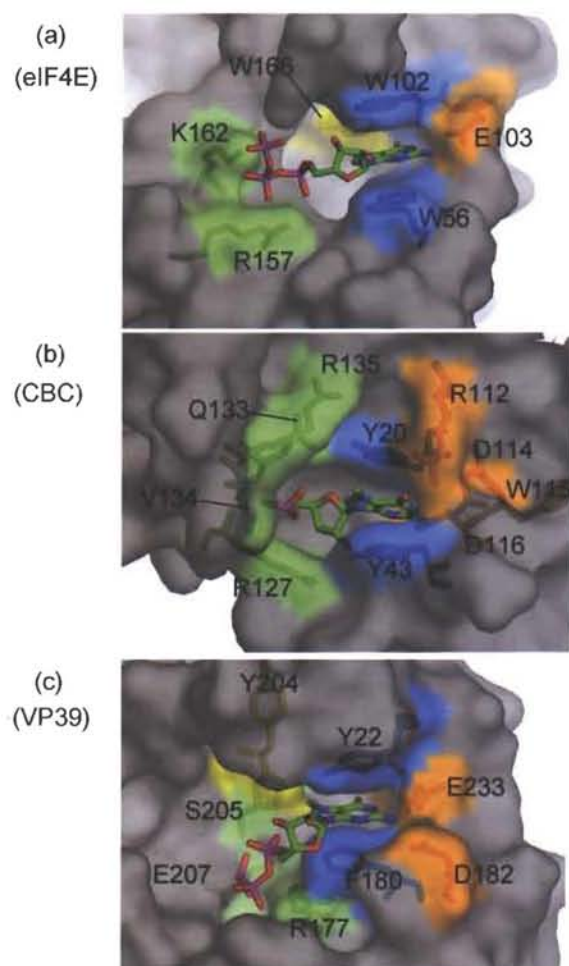 (a)
(eIF4E)
W166
W102
K162
E103
W56
R157
(b)
(CBC)
R135
Q133
R112
Y20
D114
W115
V134
D116
Y43
R127
(c)
(VP39)
Y204
Y22
E233
S205
E207
F180
D182
R177